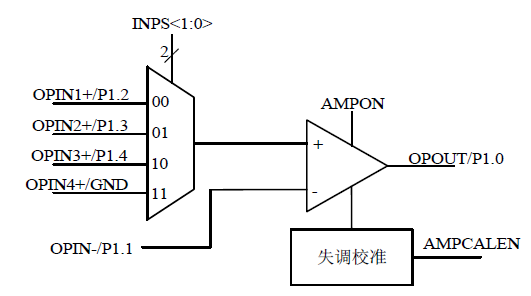 INPS<1:0>
2
OPIN1+/P1.2
00
AMPON
OPIN2+/P1.3
01
+
OPIN3+/P1.4
10
OPOUT/P1.0
OPIN4+/GND
11
-
OPIN-/P1.1
失调校准
AMPCALEN